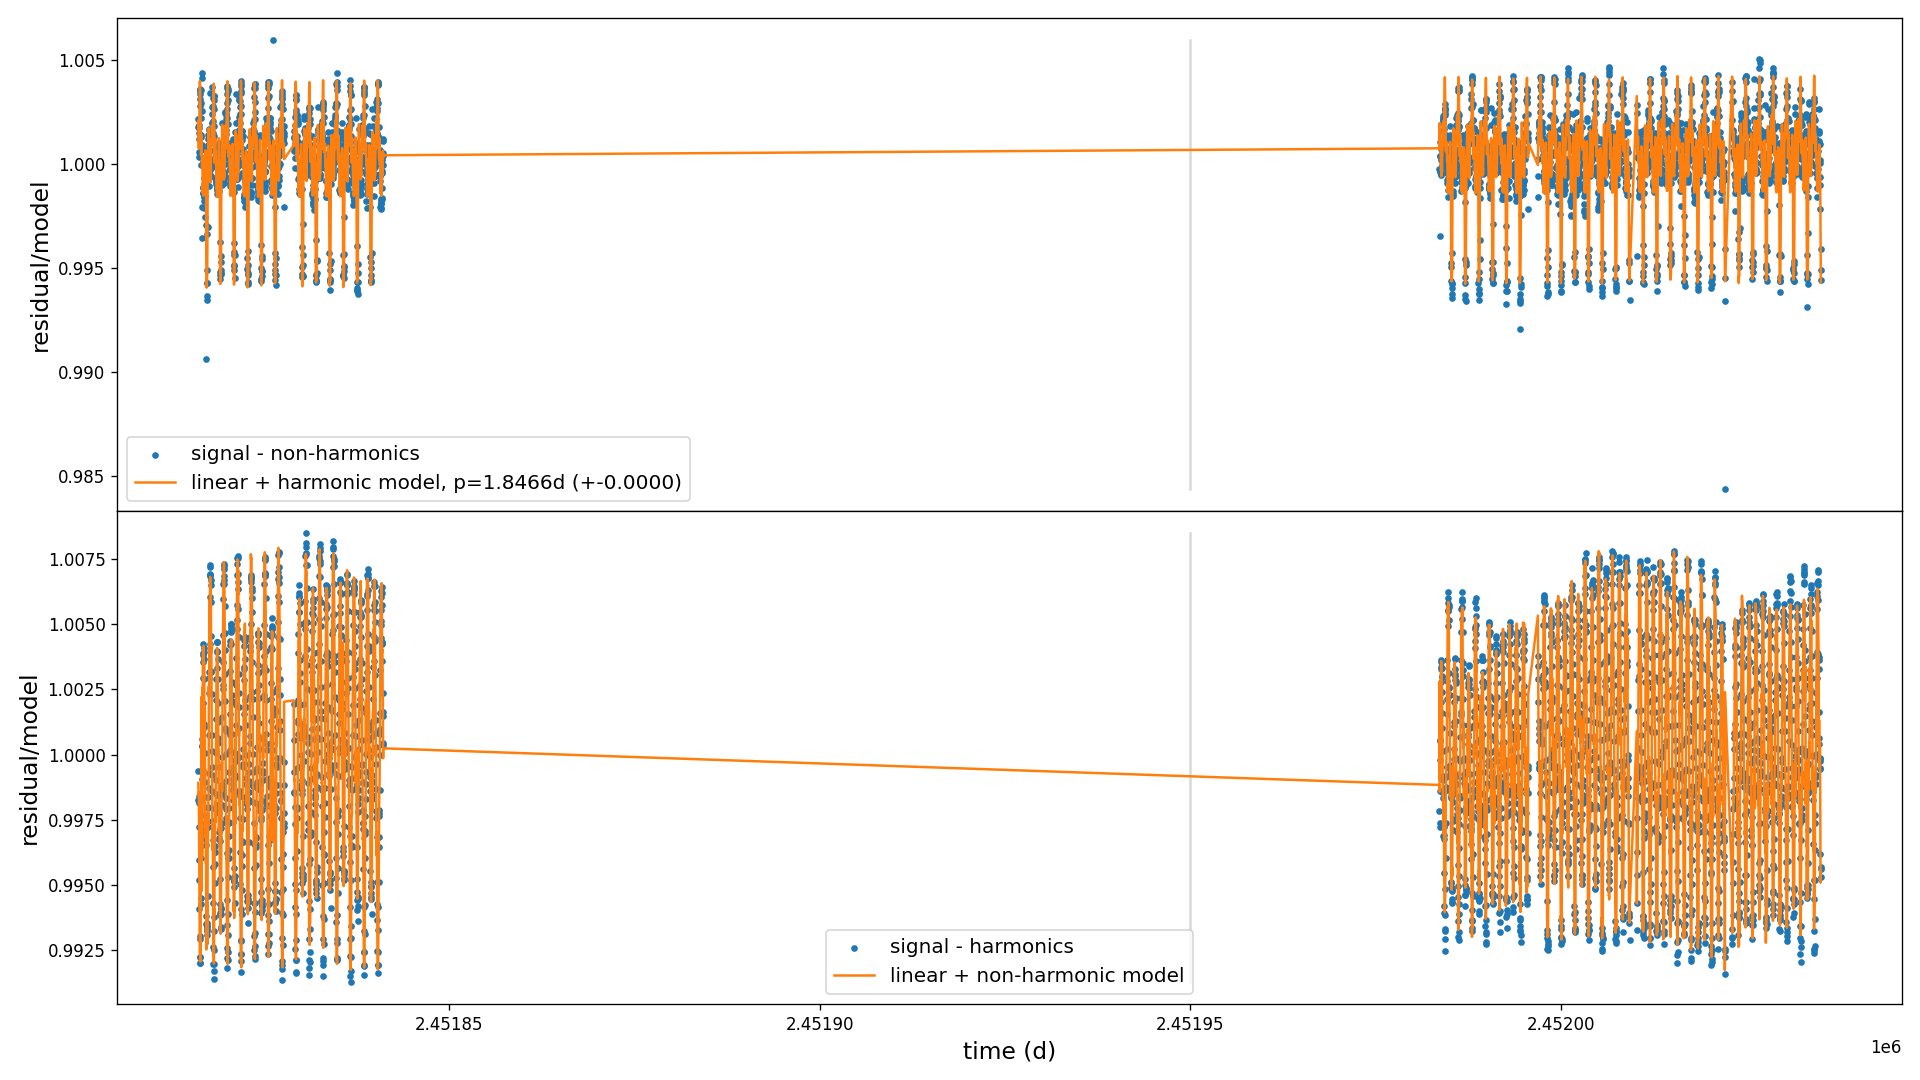 residual/model
1.005
1.000
0.995
0.990
0.985
signal - non-harmonics
linear + harmonic model, p=1.8466d (+-0.0000)
residual/model
1.0075
1.0050
1.0025
1.0000
0.9975
0.9950
0.9925
signal - harmonics
linear + non-harmonic model
2.45185 2.45190 2.45195 2.45200
time (d)
1e6